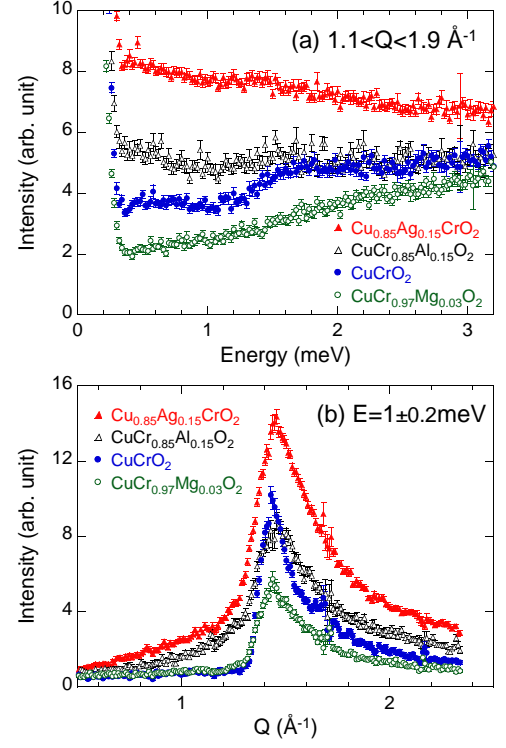 10
(a) 1.1<Q<1.9 Å⁻¹
8
6
4
2
0
Intensity (arb. unit)
Cu₀.₈₅Ag₀.₁₅CrO₂
CuCr₀.₈₅Al₀.₁₅O₂
CuCrO₂
CuCr₀.₉₇Mg₀.₀₃O₂
0 1 2 3
Energy (meV)
16
(b) E=1±0.2meV
Cu₀.₈₅Ag₀.₁₅CrO₂
CuCr₀.₈₅Al₀.₁₅O₂
CuCrO₂
CuCr₀.₉₇Mg₀.₀₃O₂
12
8
4
0
Intensity (arb. unit)
1 2
Q (Å⁻¹)